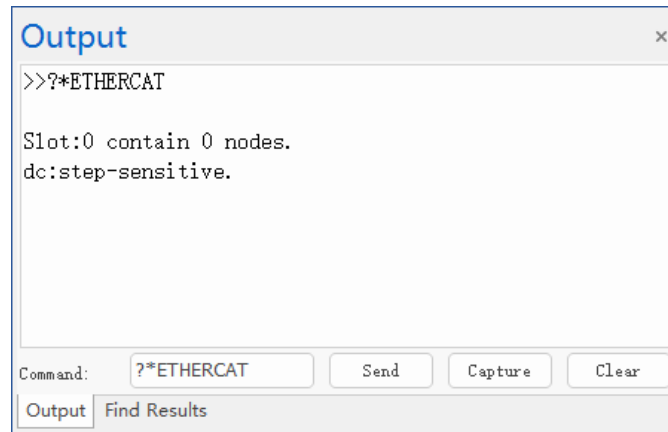 Output
×
>>?*ETHERCAT
Slot:0 contain 0 nodes.
dc:step-sensitive.
Command: ?*ETHERCAT Send Capture Clear
Output Find Results